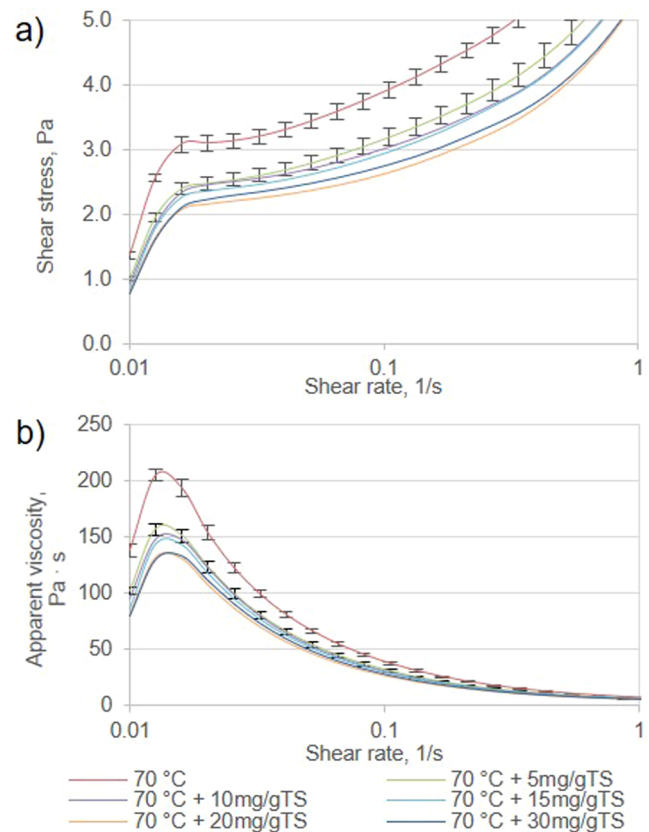 a)
5.0
4.0
3.0
2.0
1.0
0.0
Shear stress, Pa
0.01
0.1
1
Shear rate, 1/s
b)
250
200
150
100
50
0
Apparent viscosity,
Pa · s
0.01
0.1
1
Shear rate, 1/s
70 °C
70 °C + 5mg/gTS
70 °C + 10mg/gTS
70 °C + 15mg/gTS
70 °C + 20mg/gTS
70 °C + 30mg/gTS